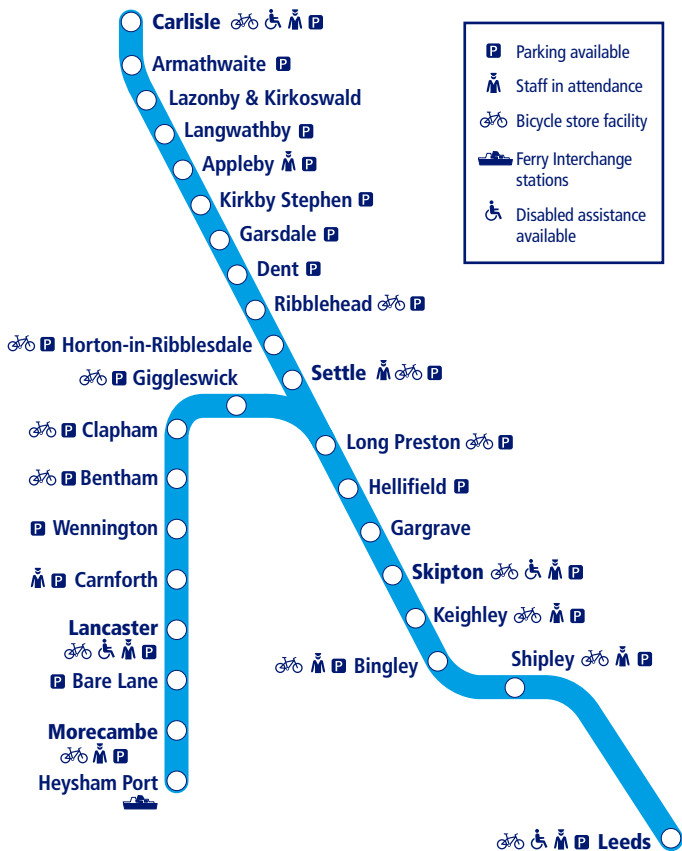 Carlisle
P
Armathwaite P
Lazonby & Kirkoswald
Langwathby P
Appleby P
Kirkby Stephen P
Garsdale P
Dent P
Ribblehead P
P Horton-in-Ribblesdale
Settle P
P Giggleswick
P Clapham
Long Preston P
P Bentham
Hellifield P
P Wennington
Gargrave
P Carnforth
Skipton P
Keighley P
Lancaster
P
P Bingley
Shipley P
P Bare Lane
Morecambe
P
Heysham Port
P Leeds
P Parking available
Staff in attendance
Bicycle store facility
Ferry Interchange
stations
Disabled assistance
available